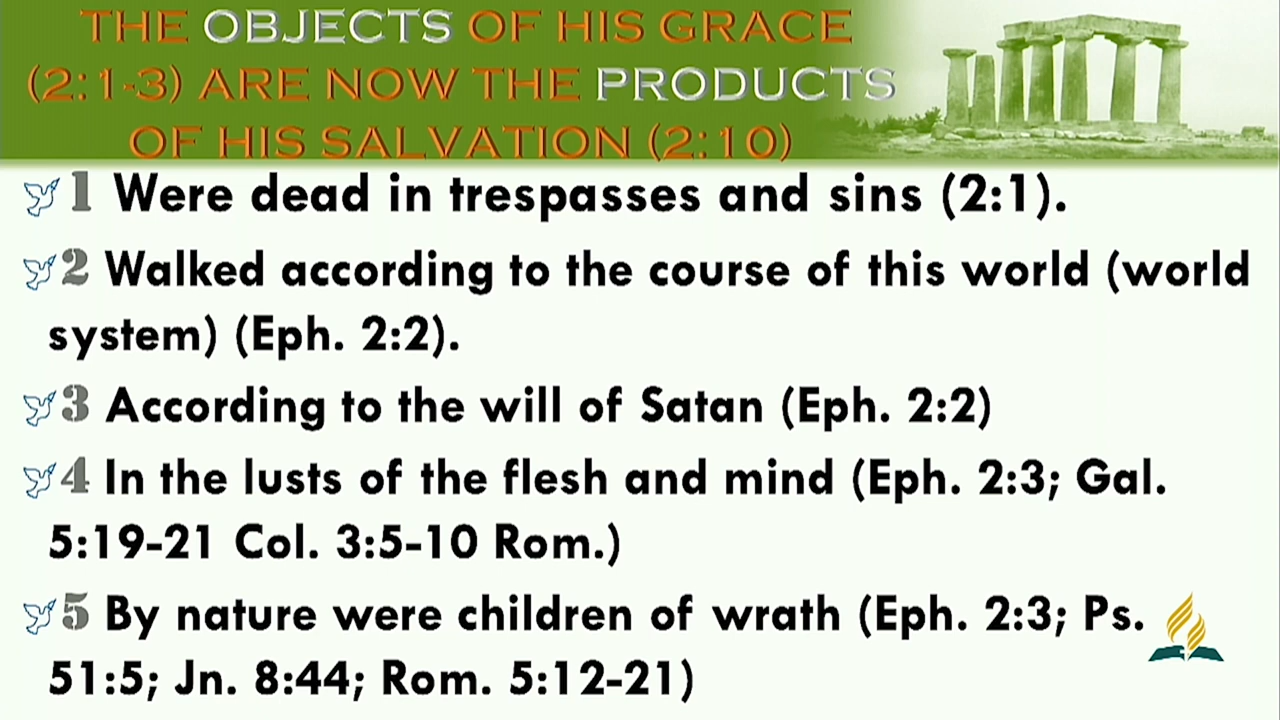 THE OBJECTS OF HIS GRACE
(2:1-3) ARE NOW THE PRODUCTS
OF HIS SALVATION (2:10)
1 Were dead in trespasses and sins (2:1).
2 Walked according to the course of this world (world
system) (Eph. 2:2).
3 According to the will of Satan (Eph. 2:2)
4 In the lusts of the flesh and mind (Eph. 2:3; Gal.
5:19-21 Col. 3:5-10 Rom.)
5 By nature were children of wrath (Eph. 2:3; Ps.
51:5; Jn. 8:44; Rom. 5:12-21)